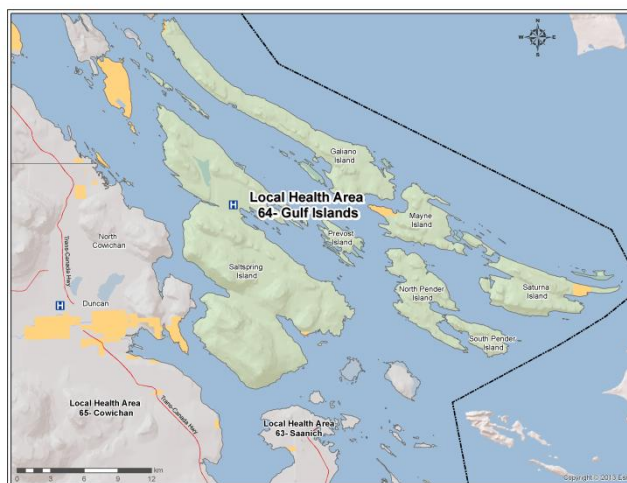 N
W
E
S
Galiano
Island
Local Health Area
64- Gulf Islands
H
Mayne
Island
Prevost
Island
North
Cowichan
Trans-Canada Hwy
Saltspring
Island
North Pender
Island
Saturna
Island
H
Duncan
South Pender
Island
Local Health Area
65- Cowichan
Trans-Canada Hwy
Local Health Area
63- Saanich
km
0
3
6
12
Copyright © 2013 Es